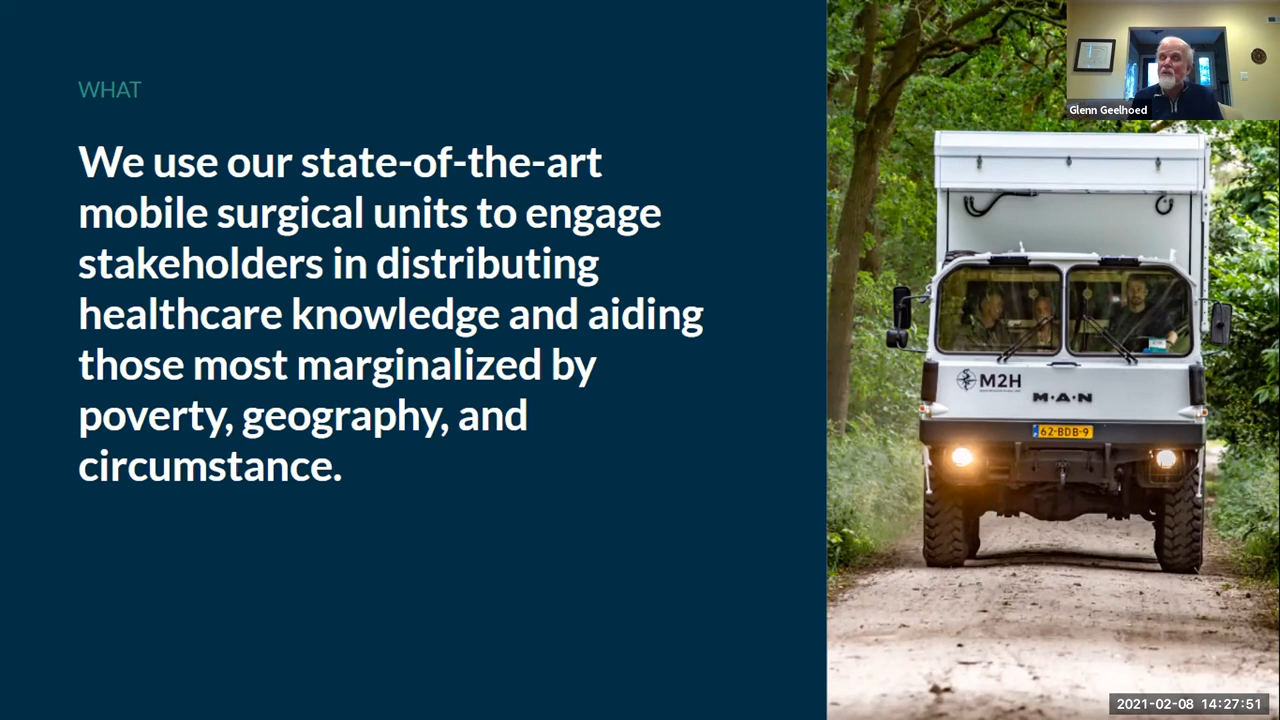 WHAT
We use our state-of-the-art
mobile surgical units to engage
stakeholders in distributing
healthcare knowledge and aiding
those most marginalized by
poverty, geography, and
circumstance.
Glenn Geelhoed
M2H
M·A·N
62-BDB-9
2021-02-08 14:27:51